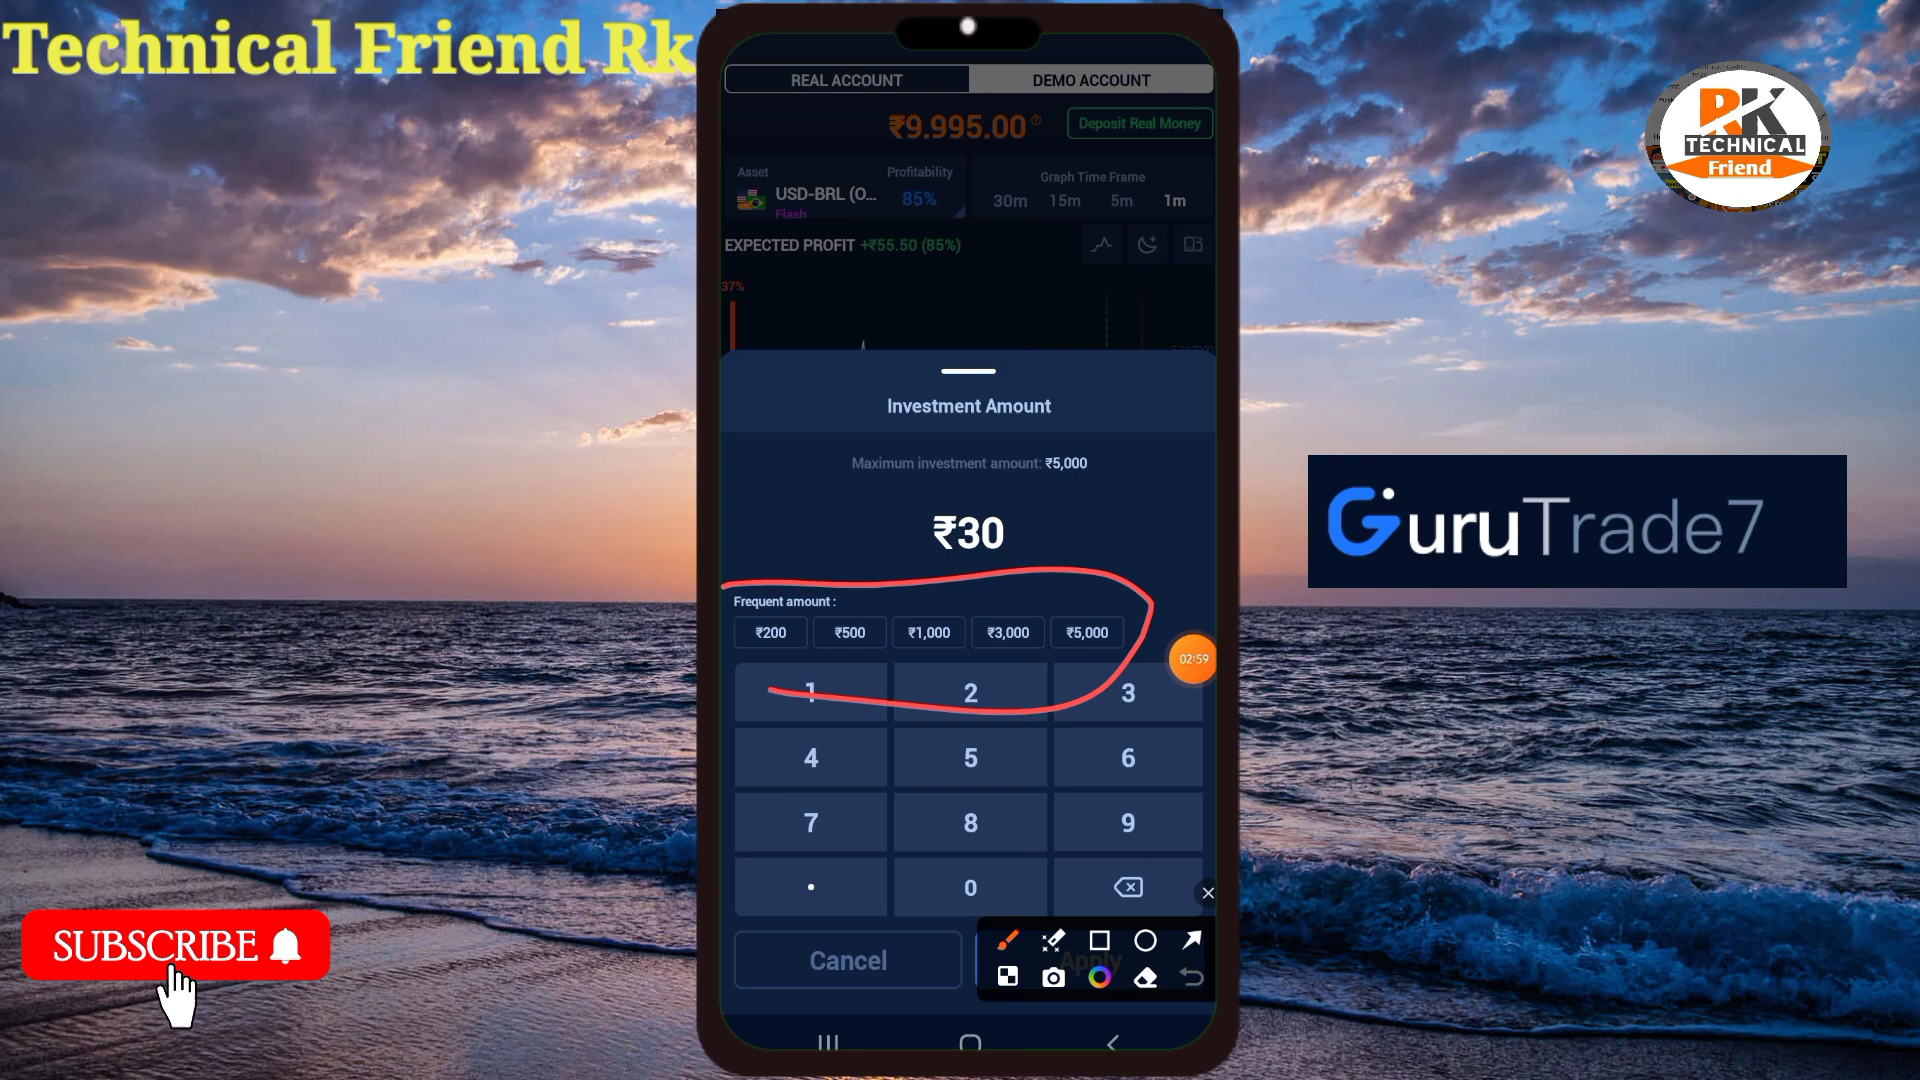 Technical Friend Rk
REAL ACCOUNT
DEMO ACCOUNT
₹9.995.00
Deposit Real Money
Asset
Profitability
USD-BRL (O...
85%
Flash
Graph Time Frame
30m 15m 5m 1m
EXPECTED PROFIT +₹55.50 (85%)
37%
Investment Amount
Maximum investment amount: ₹5,000
₹30
Frequent amount :
₹200 ₹500 ₹1,000 ₹3,000 ₹5,000
02:59
1 2 3
4 5 6
7 8 9
. 0
Cancel
Apply
RK
TECHNICAL
Friend
GuruTrade7
SUBSCRIBE